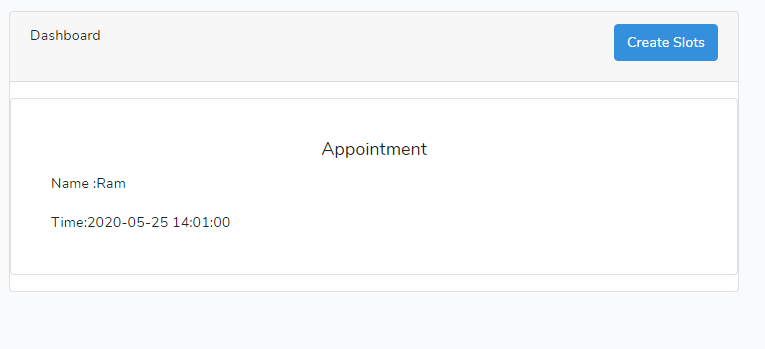 Dashboard
Create Slots
Appointment
Name :Ram
Time:2020-05-25 14:01:00